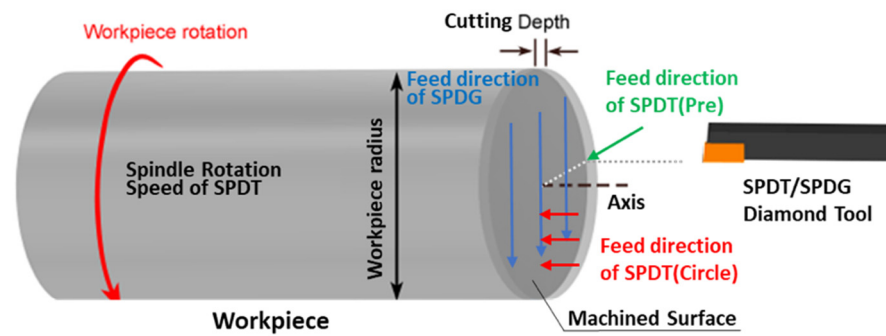 Cutting Depth
Workpiece rotation
Feed direction
of SPDG
Feed direction
of SPDT(Pre)
Spindle Rotation
Speed of SPDT
Workpiece radius
Axis
SPDT/SPDG
Diamond Tool
Feed direction
of SPDT(Circle)
Machined Surface
Workpiece